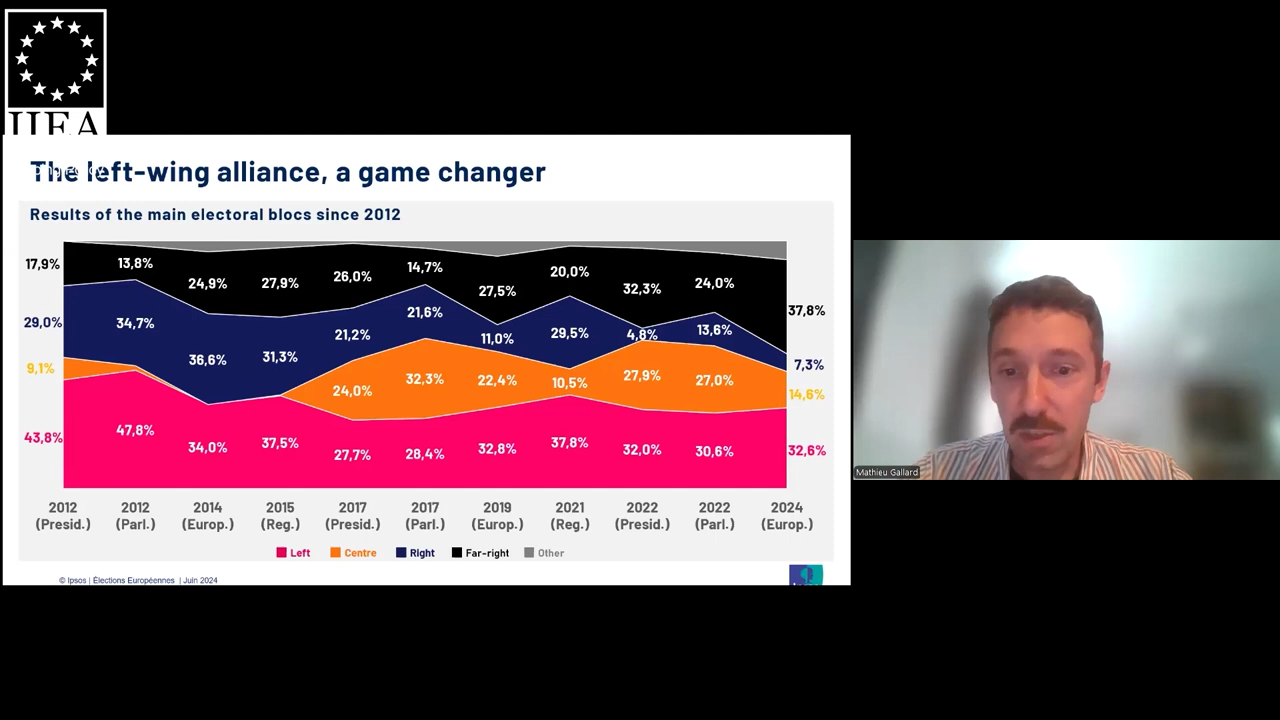 IIEA
The left-wing alliance, a game changer
Results of the main electoral blocs since 2012
17,9% 13,8% 24,9% 27,9% 26,0% 14,7% 27,5% 20,0% 32,3% 24,0% 37,8%
29,0% 34,7% 36,6% 31,3% 21,2% 21,6% 11,0% 29,5% 4,8% 13,6% 7,3%
9,1% 24,0% 32,3% 22,4% 10,5% 27,9% 27,0% 14,6%
43,8% 47,8% 34,0% 37,5% 27,7% 28,4% 32,8% 37,8% 32,0% 30,6% 32,6%
2012 2012 2014 2015 2017 2017 2019 2021 2022 2022 2024
(Presid.) (Parl.) (Europ.) (Reg.) (Presid.) (Parl.) (Europ.) (Reg.) (Presid.) (Parl.) (Europ.)
Left Centre Right Far-right Other
© Ipsos | Élections Européennes | Juin 2024
Mathieu Gallard